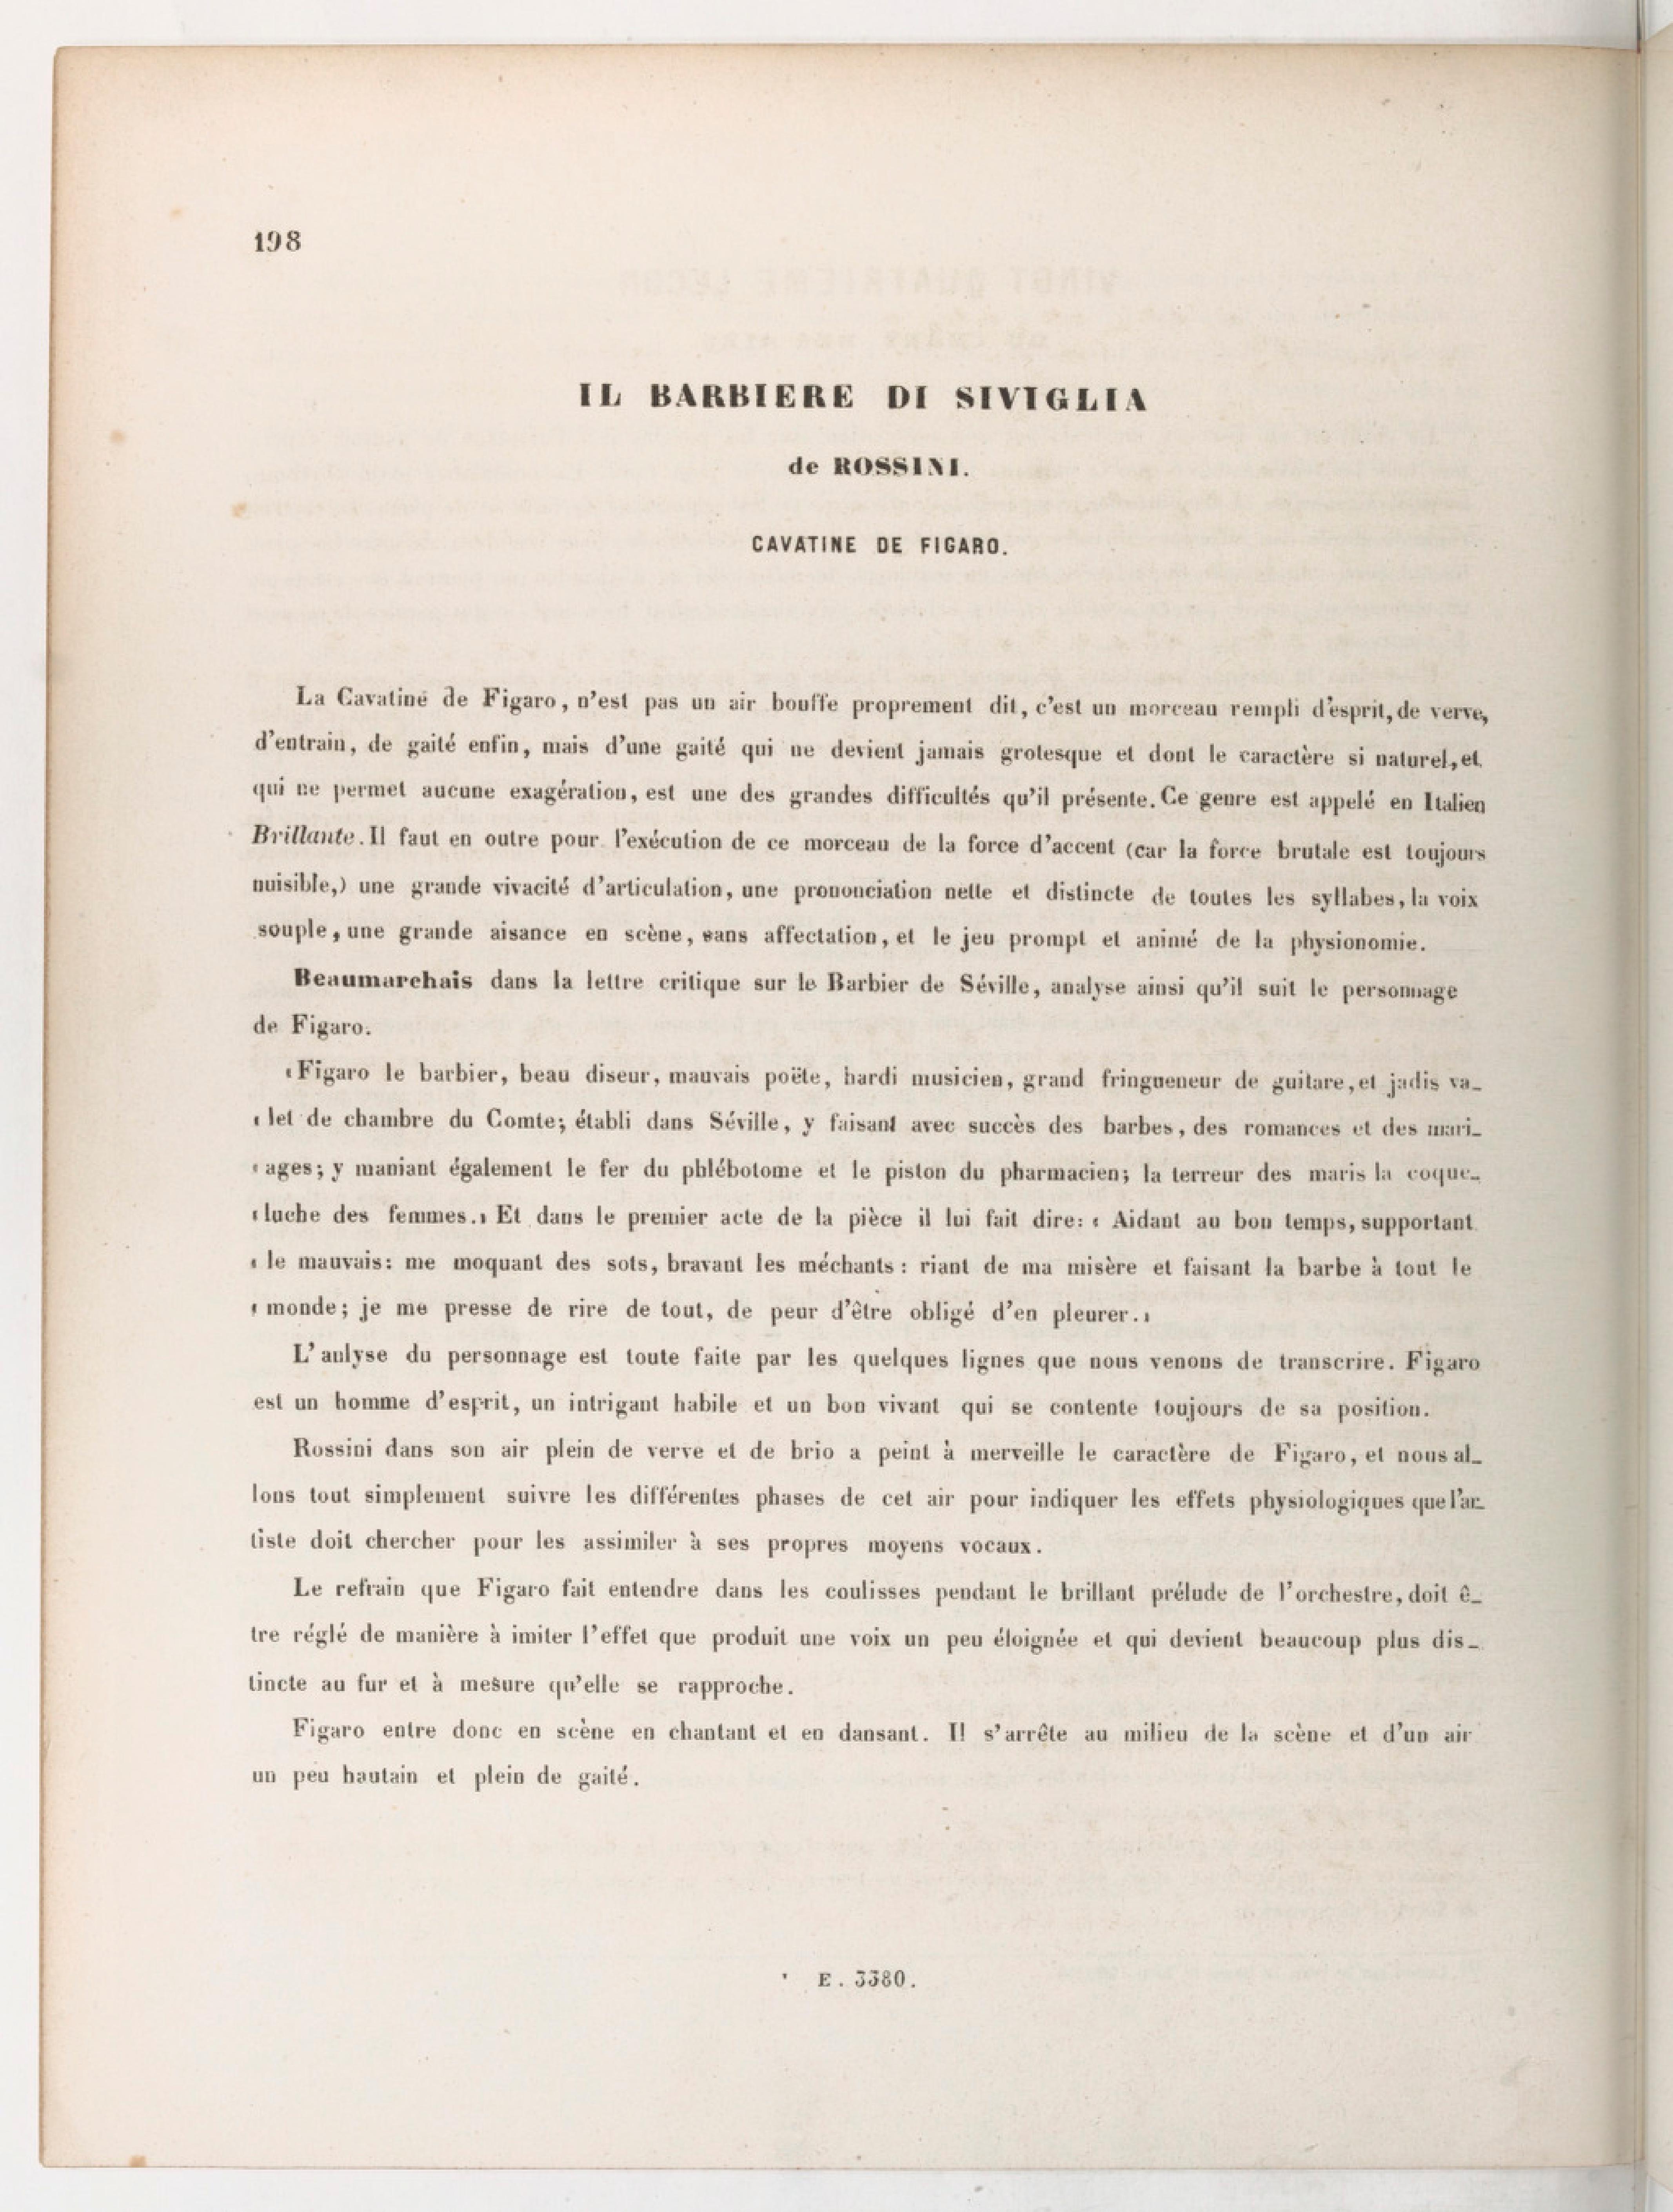 198
IL BARBIERE DI SIVIGLIA
de ROSSINI.
CAVATINE DE FIGARO.
La Cavatine de Figaro, n'est pas un air bouffe proprement dit, c'est un morceau rempli d'esprit, de verve,
d'entrain, de gaité enfin, mais d'une gaité qui ne devient jamais grotesque et dont le caractère si naturel, et
qui ne permet aucune exagération, est une des grandes difficultés qu'il présente. Ce genre est appelé en Italien
Brillante. Il faut en outre pour l'exécution de ce morceau de la force d'accent (car la force brutale est toujours
nuisible,) une grande vivacité d'articulation, une prononciation nette et distincte de toutes les syllabes, la voix
souple, une grande aisance en scène, sans affectation, et le jeu prompt et animé de la physionomie.
Beaumarchais dans la lettre critique sur le Barbier de Séville, analyse ainsi qu'il suit le personnage
de Figaro.
«Figaro le barbier, beau diseur, mauvais poëte, hardi musicien, grand fringueneur de guitare, et jadis va-
« let de chambre du Comte; établi dans Séville, y faisant avec succès des barbes, des romances et des mari-
« ages; y maniant également le fer du phlébotome et le piston du pharmacien; la terreur des maris la coque-
« luche des femmes.» Et dans le premier acte de la pièce il lui fait dire: « Aidant au bon temps, supportant
« le mauvais: me moquant des sots, bravant les méchants: riant de ma misère et faisant la barbe à tout le
« monde; je me presse de rire de tout, de peur d'être obligé d'en pleurer.»
L'anlyse du personnage est toute faite par les quelques lignes que nous venons de transcrire. Figaro
est un homme d'esprit, un intrigant habile et un bon vivant qui se contente toujours de sa position.
Rossini dans son air plein de verve et de brio a peint à merveille le caractère de Figaro, et nous al-
lons tout simplement suivre les différentes phases de cet air pour indiquer les effets physiologiques que l'ar-
tiste doit chercher pour les assimiler à ses propres moyens vocaux.
Le refrain que Figaro fait entendre dans les coulisses pendant le brillant prélude de l'orchestre, doit ê-
tre réglé de manière à imiter l'effet que produit une voix un peu éloignée et qui devient beaucoup plus dis-
tincte au fur et à mesure qu'elle se rapproche.
Figaro entre donc en scène en chantant et en dansant. Il s'arrête au milieu de la scène et d'un air
un peu hautain et plein de gaité.
E. 3380.